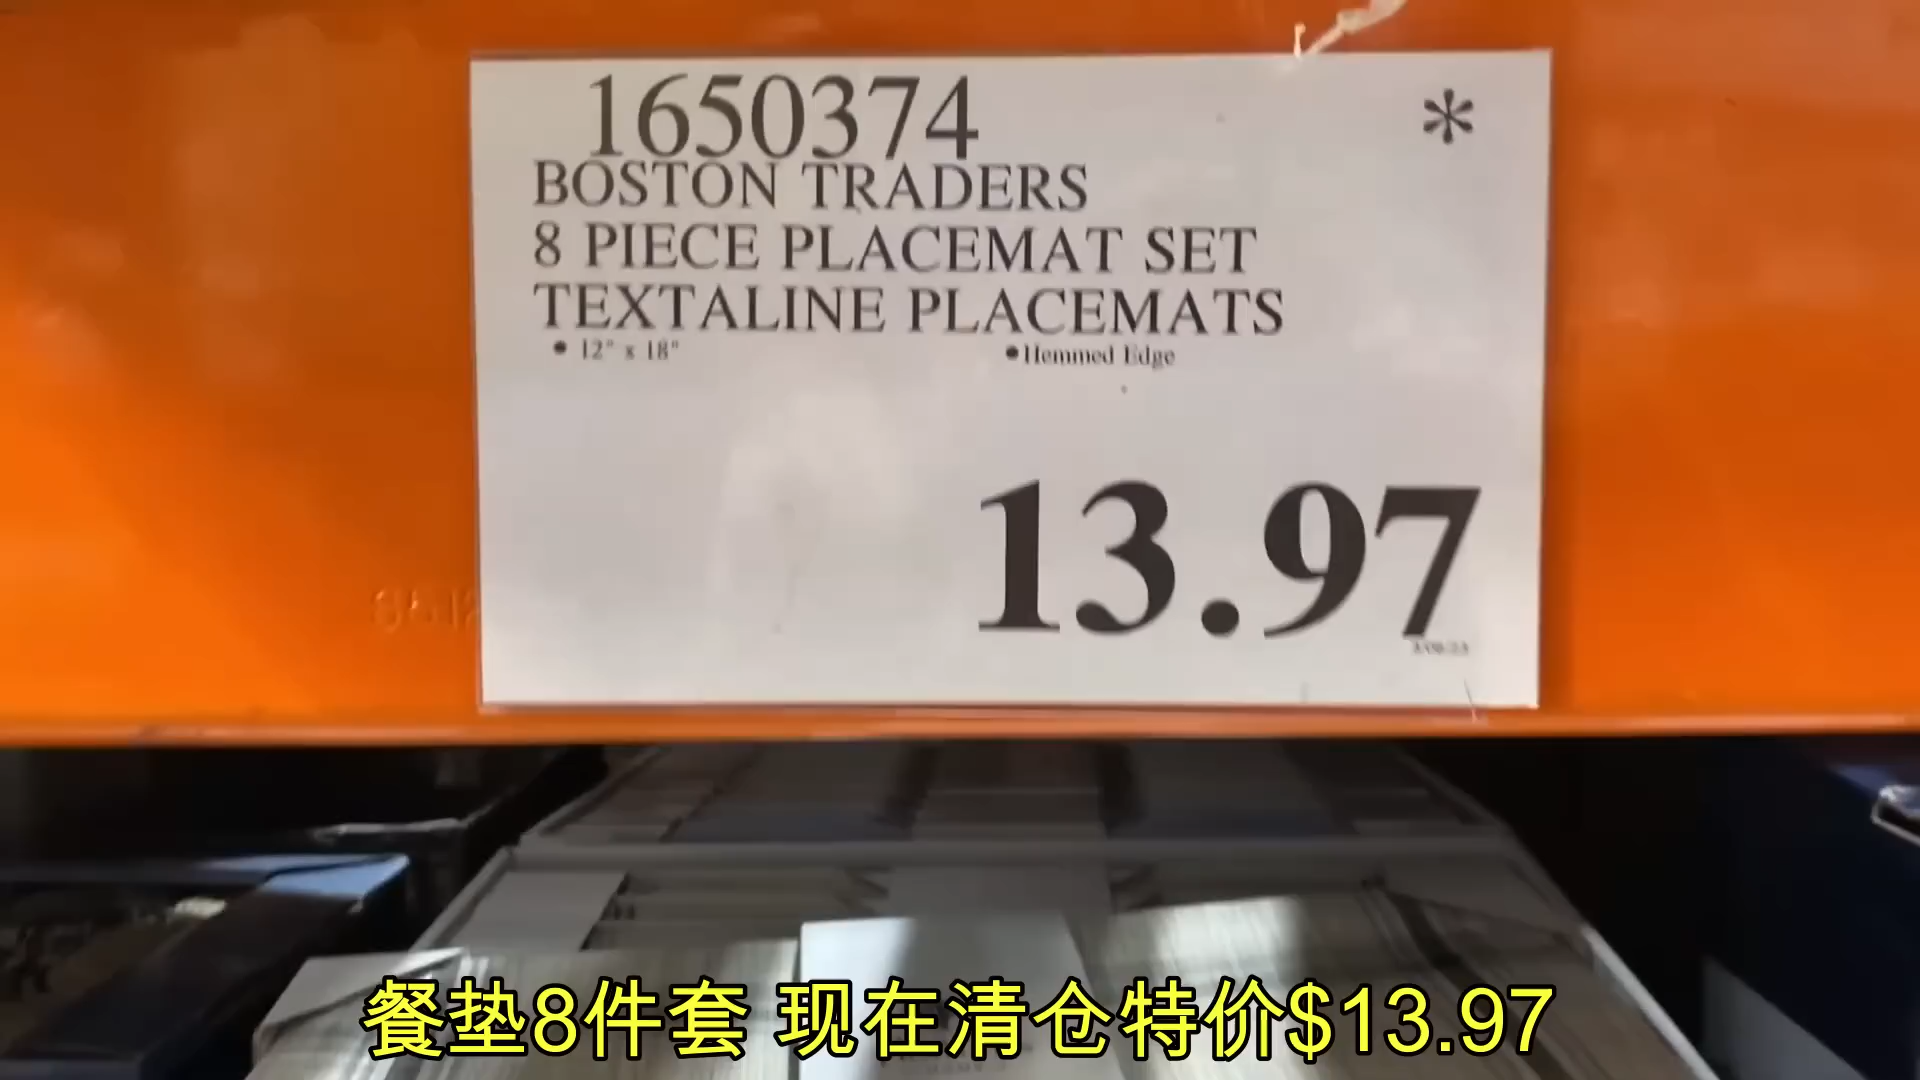 1650374
*
BOSTON TRADERS
8 PIECE PLACEMAT SET
TEXTALINE PLACEMATS
• 12" x 18"
• Hemmed Edge
13.97
餐垫8件套 现在清仓特价$13.97